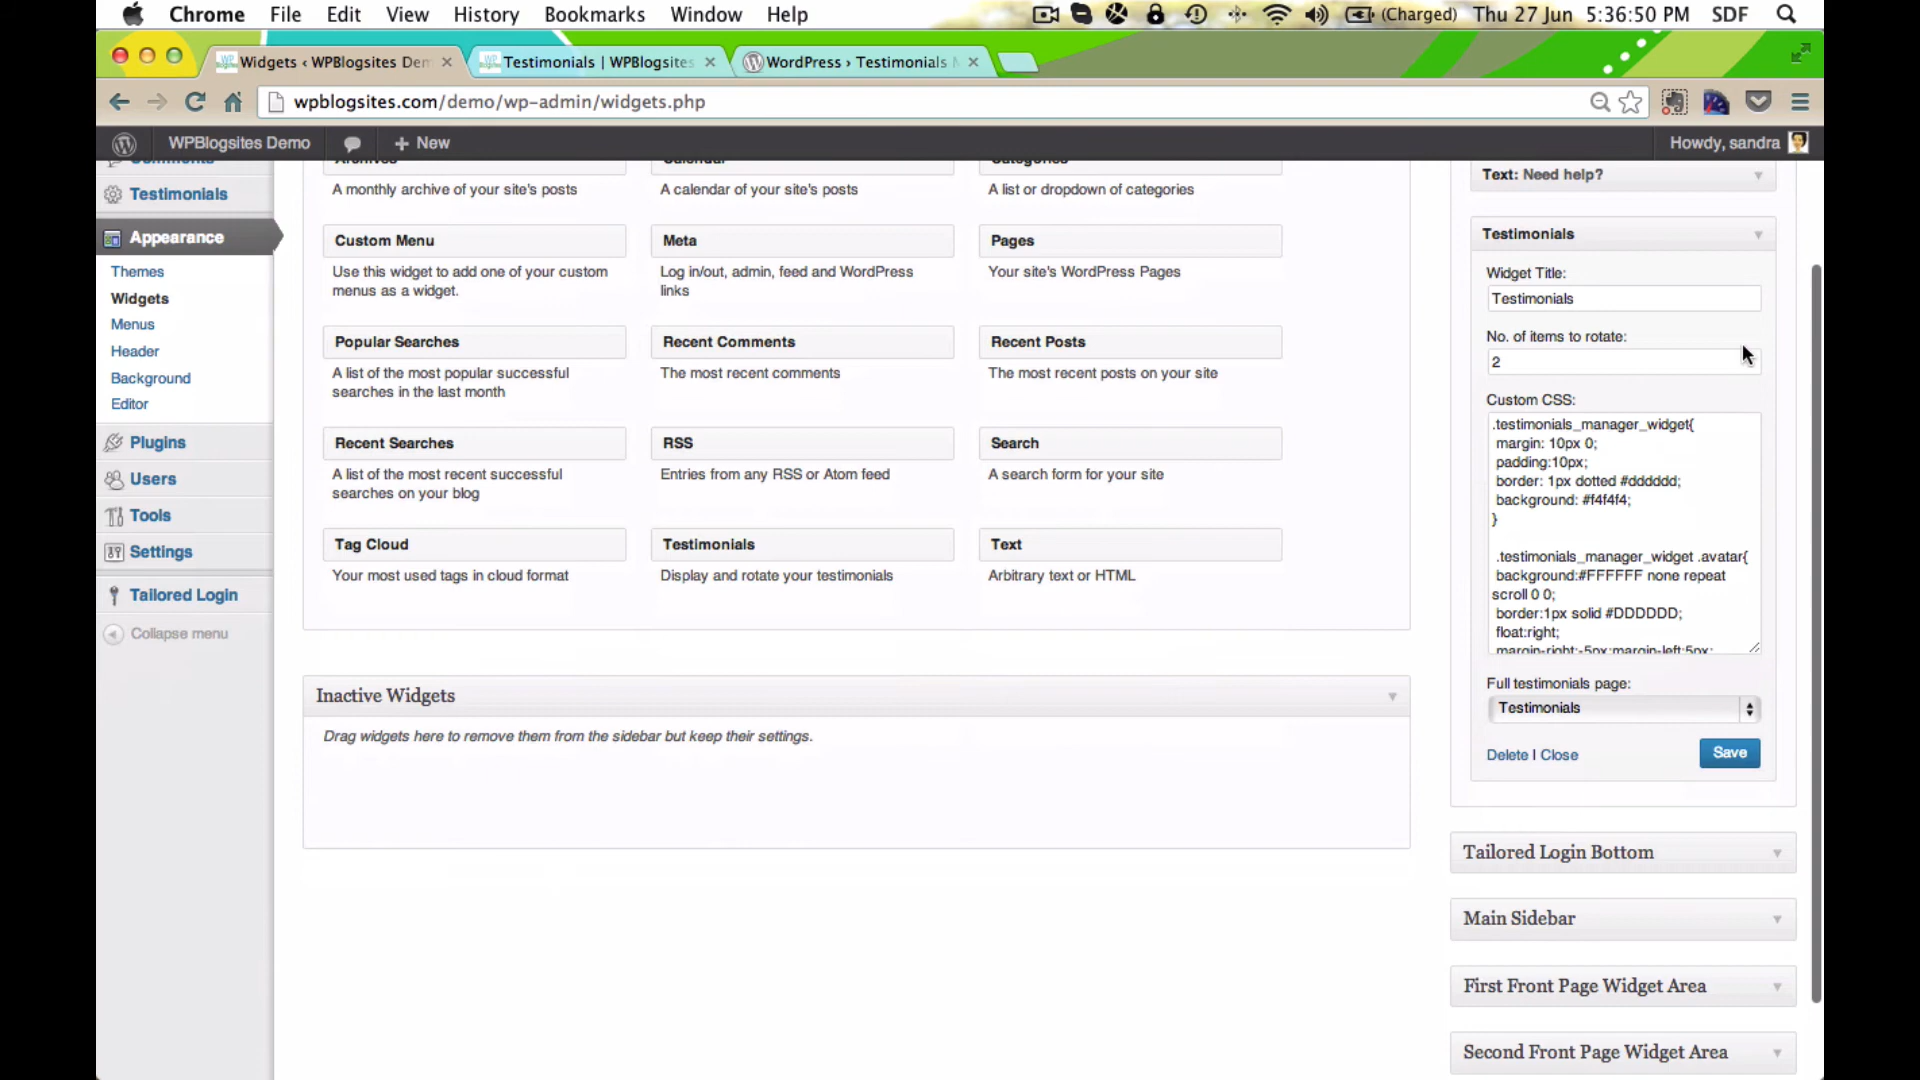 Chrome File Edit View History Bookmarks Window Help (Charged) Thu 27 Jun 5:36:50 PM SDF
Widgets ‹ WPBlogsites Den Testimonials | WPBlogsites WordPress › Testimonials
wpblogsites.com/demo/wp-admin/widgets.php
WPBlogsites Demo + New Howdy, sandra
Comments
Testimonials
Appearance
Themes
Widgets
Menus
Header
Background
Editor
Plugins
Users
Tools
Settings
Tailored Login
Collapse menu
Archives Calendar Categories
A monthly archive of your site's posts A calendar of your site's posts A list or dropdown of categories
Custom Menu Meta Pages
Use this widget to add one of your custom Log in/out, admin, feed and WordPress Your site's WordPress Pages
menus as a widget. links
Popular Searches Recent Comments Recent Posts
A list of the most popular successful The most recent comments The most recent posts on your site
searches in the last month
Recent Searches RSS Search
A list of the most recent successful Entries from any RSS or Atom feed A search form for your site
searches on your blog
Tag Cloud Testimonials Text
Your most used tags in cloud format Display and rotate your testimonials Arbitrary text or HTML
Inactive Widgets
Drag widgets here to remove them from the sidebar but keep their settings.
Text: Need help?
Testimonials
Widget Title:
Testimonials
No. of items to rotate:
2
Custom CSS:
.testimonials_manager_widget{
margin: 10px 0;
padding:10px;
border: 1px dotted #dddddd;
background: #f4f4f4;
}
.testimonials_manager_widget .avatar{
background:#FFFFFF none repeat
scroll 0 0;
border:1px solid #DDDDDD;
float:right;
margin-right:-5px;margin-left:5px;
Full testimonials page:
Testimonials
Delete | Close Save
Tailored Login Bottom
Main Sidebar
First Front Page Widget Area
Second Front Page Widget Area